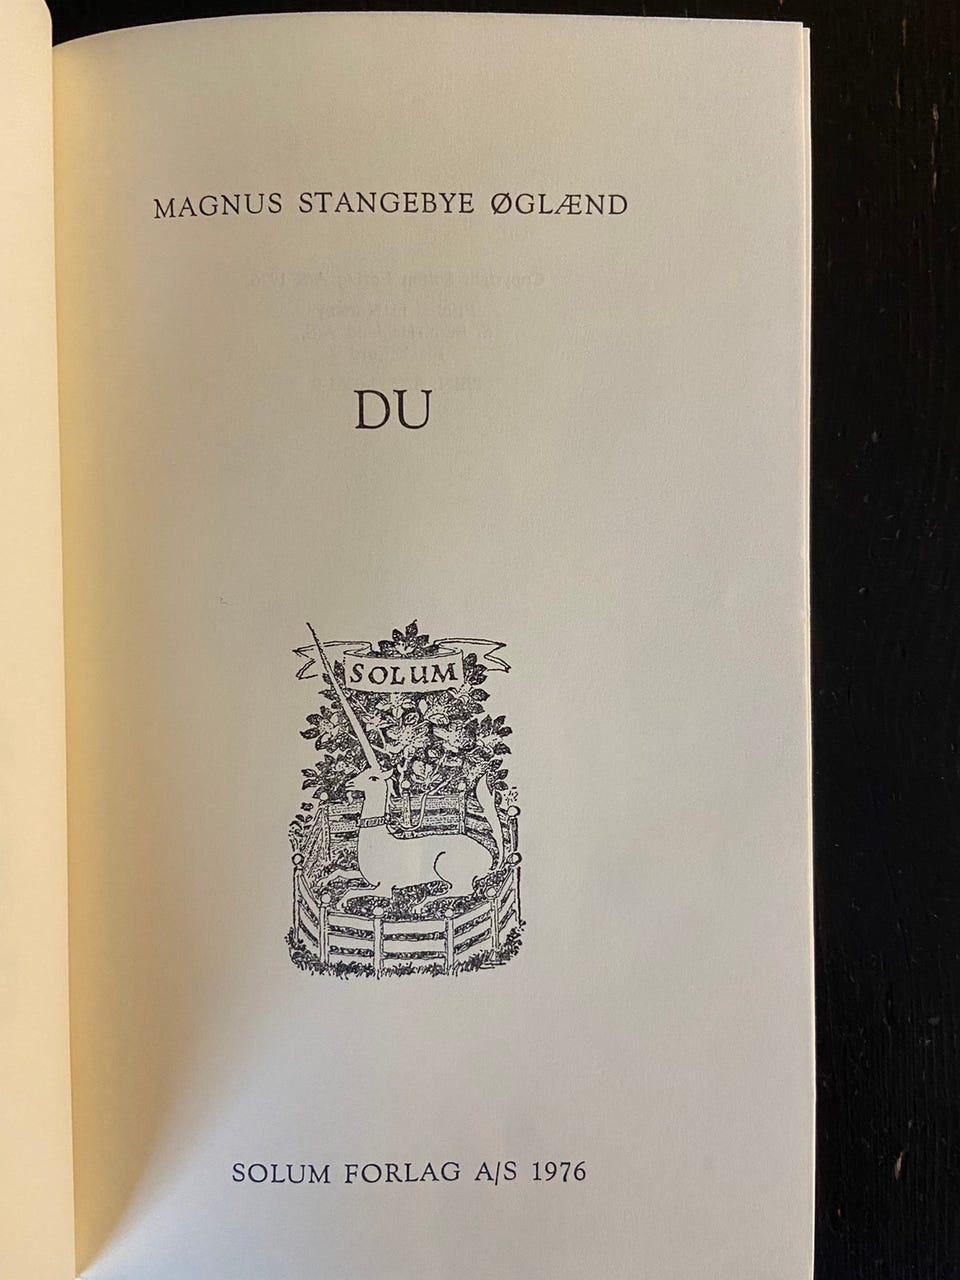 MAGNUS STANGEBYE ØGLÆND
DU
SOLUM
SOLUM FORLAG A/S 1976